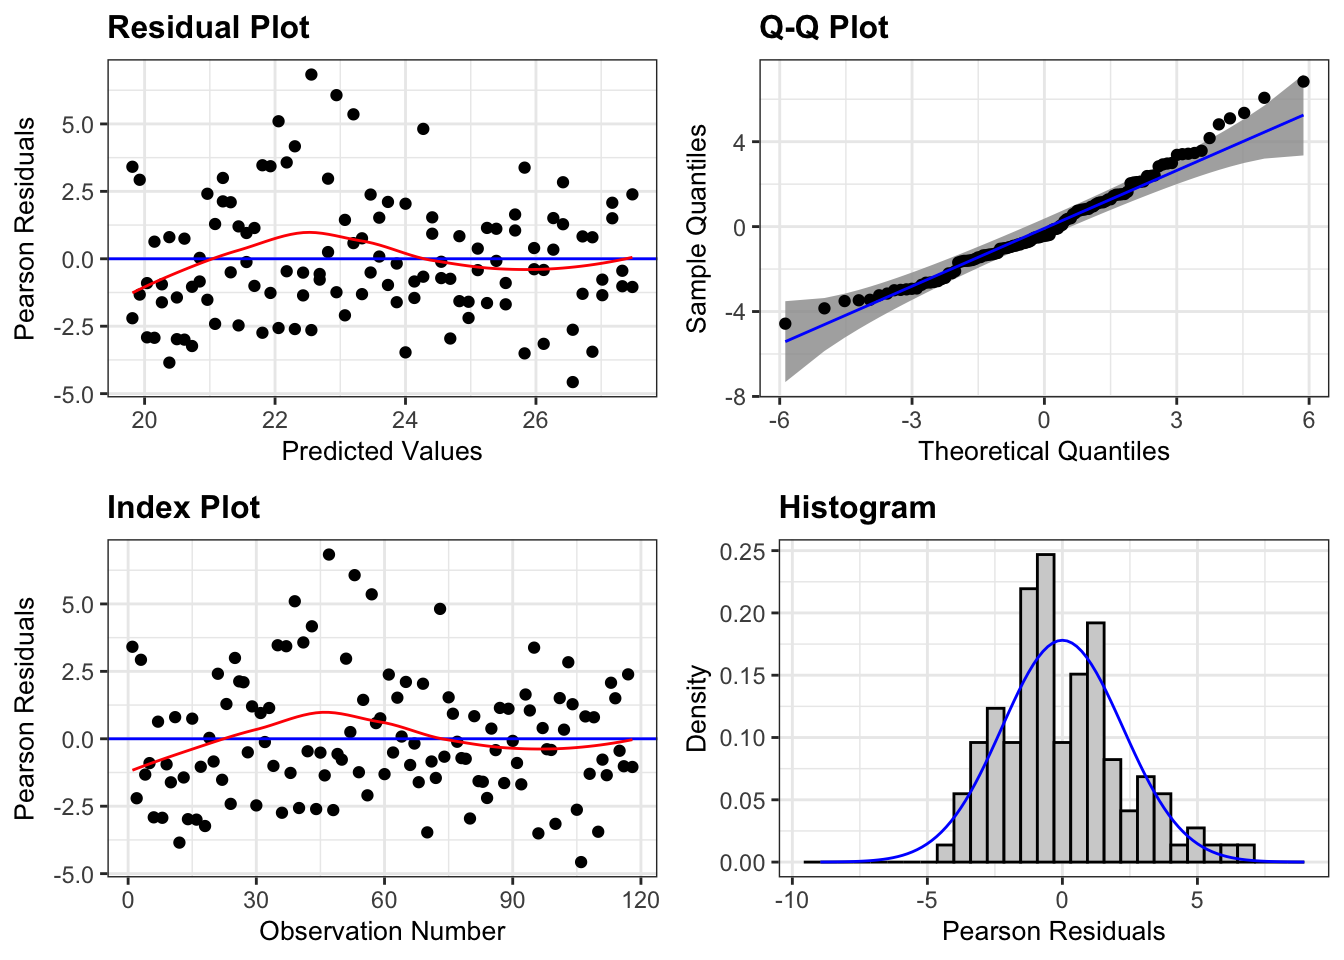 Residual Plot
Pearson Residuals
5.0
2.5
0.0
-2.5
-5.0
20 22 24 26
Predicted Values
Q-Q Plot
Sample Quantiles
4
0
-4
-8
-6 -3 0 3 6
Theoretical Quantiles
Index Plot
Pearson Residuals
5.0
2.5
0.0
-2.5
-5.0
0 30 60 90 120
Observation Number
Histogram
Density
0.25
0.20
0.15
0.10
0.05
0.00
-10 -5 0 5
Pearson Residuals